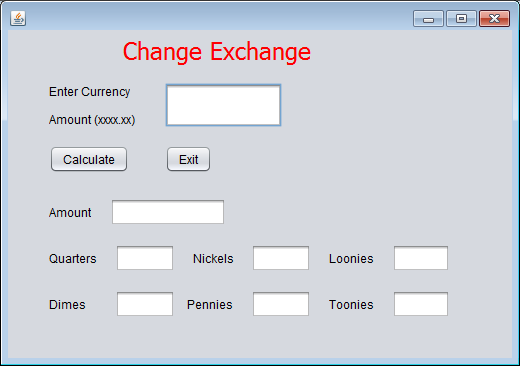 Change Exchange
Enter Currency
Amount (xxxx.xx)
Calculate Exit
Amount
Quarters Nickels Loonies
Dimes Pennies Toonies